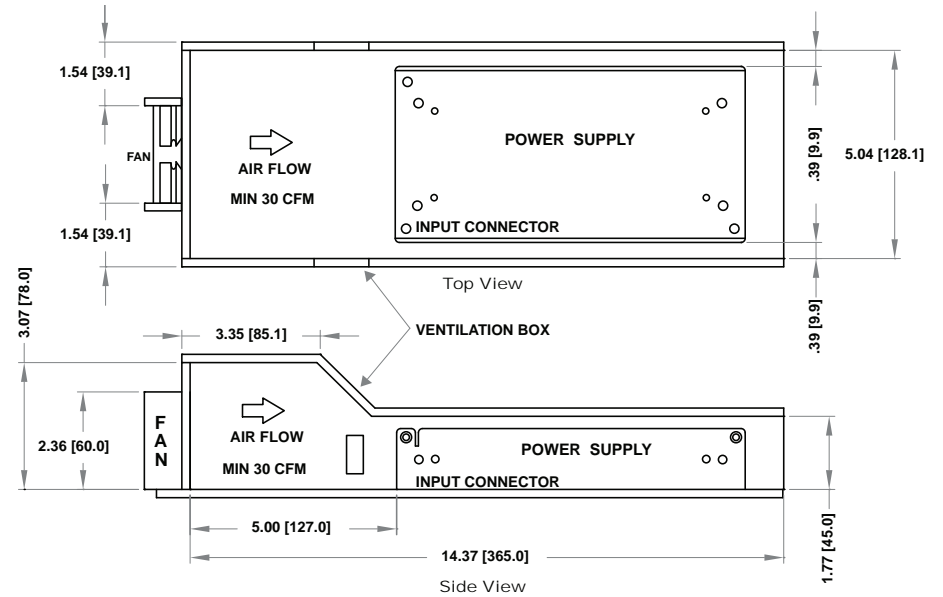 1.54 [39.1]
FAN
1.54 [39.1]
AIR FLOW
MIN 30 CFM
POWER SUPPLY
INPUT CONNECTOR
.39 [9.9]
5.04 [128.1]
.39 [9.9]
Top View
VENTILATION BOX
3.07 [78.0]
3.35 [85.1]
2.36 [60.0]
FAN
AIR FLOW
MIN 30 CFM
POWER SUPPLY
INPUT CONNECTOR
1.77 [45.0]
5.00 [127.0]
14.37 [365.0]
Side View